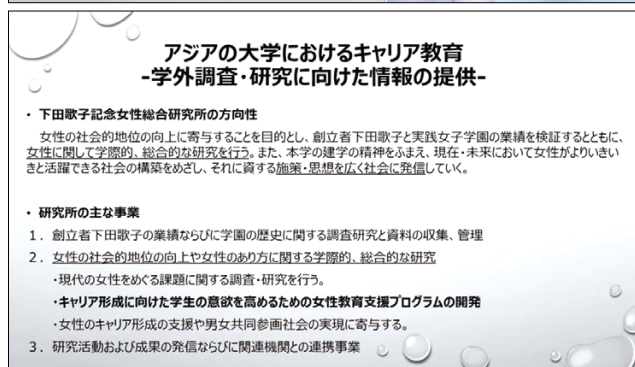 アジアの大学におけるキャリア教育
-学外調査・研究に向けた情報の提供-
・ 下田歌子記念女性総合研究所の方向性
女性の社会的地位の向上に寄与することを目的とし、創立者下田歌子と実践女子学園の業績を検証するとともに、
女性に関して学際的、総合的な研究を行う。また、本学の建学の精神をふまえ、現在・未来において女性がよりいきい
きと活躍できる社会の構築をめざし、それに資する施策・思想を広く社会に発信していく。
・ 研究所の主な事業
１．創立者下田歌子の業績ならびに学園の歴史に関する調査研究と資料の収集、管理
２．女性の社会的地位の向上や女性のあり方に関する学際的、総合的な研究
・現代の女性をめぐる課題に関する調査・研究を行う。
・キャリア形成に向けた学生の意欲を高めるための女性教育支援プログラムの開発
・女性のキャリア形成の支援や男女共同参画社会の実現に寄与する。
３．研究活動および成果の発信ならびに関連機関との連携事業